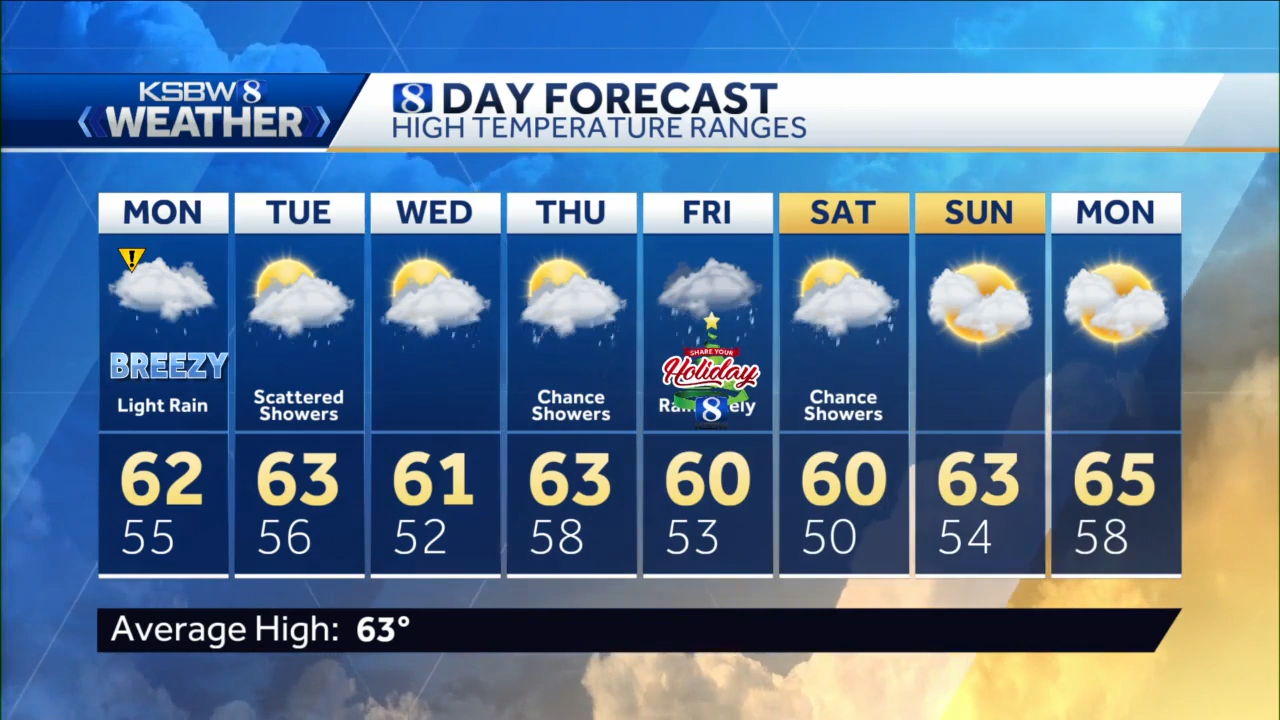 KSBW 8
WEATHER
8 DAY FORECAST
HIGH TEMPERATURE RANGES
MON
TUE
WED
THU
FRI
SAT
SUN
MON
BREEZY
Light Rain
Scattered
Showers
Chance
Showers
SHARE YOUR
Holiday
8
Chance
Showers
62
63
61
63
60
60
63
65
55
56
52
58
53
50
54
58
Average High: 63°